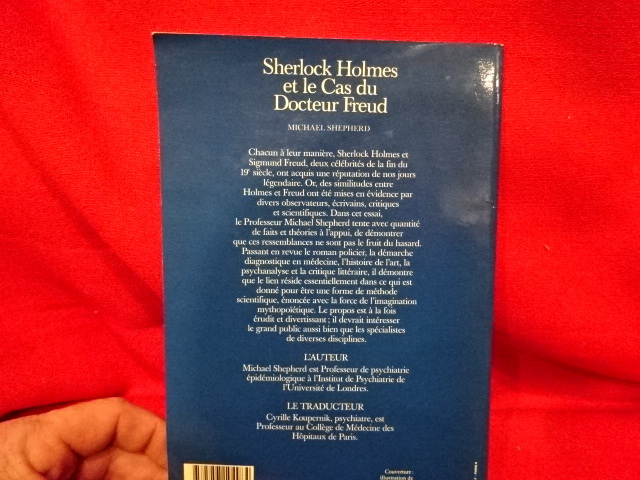 Sherlock Holmes
et le Cas du
Docteur Freud
MICHAEL SHEPHERD
Chacun à leur manière, Sherlock Holmes et
Sigmund Freud, deux célébrités de la fin du
19e siècle, ont acquis une réputation de nos jours
légendaire. Or, des similitudes entre
Holmes et Freud ont été mises en évidence par
divers observateurs, écrivains, critiques
et scientifiques. Dans cet essai,
le Professeur Michael Shepherd tente avec quantité
de faits et théories à l'appui, de démontrer
que ces ressemblances ne sont pas le fruit du hasard.
Passant en revue le roman policier, la démarche
diagnostique en médecine, l'histoire de l'art, la
psychanalyse et la critique littéraire, il démontre
que le lien réside essentiellement dans ce qui est
donné pour être une forme de méthode
scientifique, énoncée avec la force de l'imagination
mythopoïétique. Le propos est à la fois
érudit et divertissant ; il devrait intéresser
le grand public aussi bien que les spécialistes
de diverses disciplines.
L'AUTEUR
Michael Shepherd est Professeur de psychiatrie
épidémiologique à l'Institut de Psychiatrie de
l'Université de Londres.
LE TRADUCTEUR
Cyrille Koupernik, psychiatre, est
Professeur au Collège de Médecine des
Hôpitaux de Paris.
Couverture :
illustration de